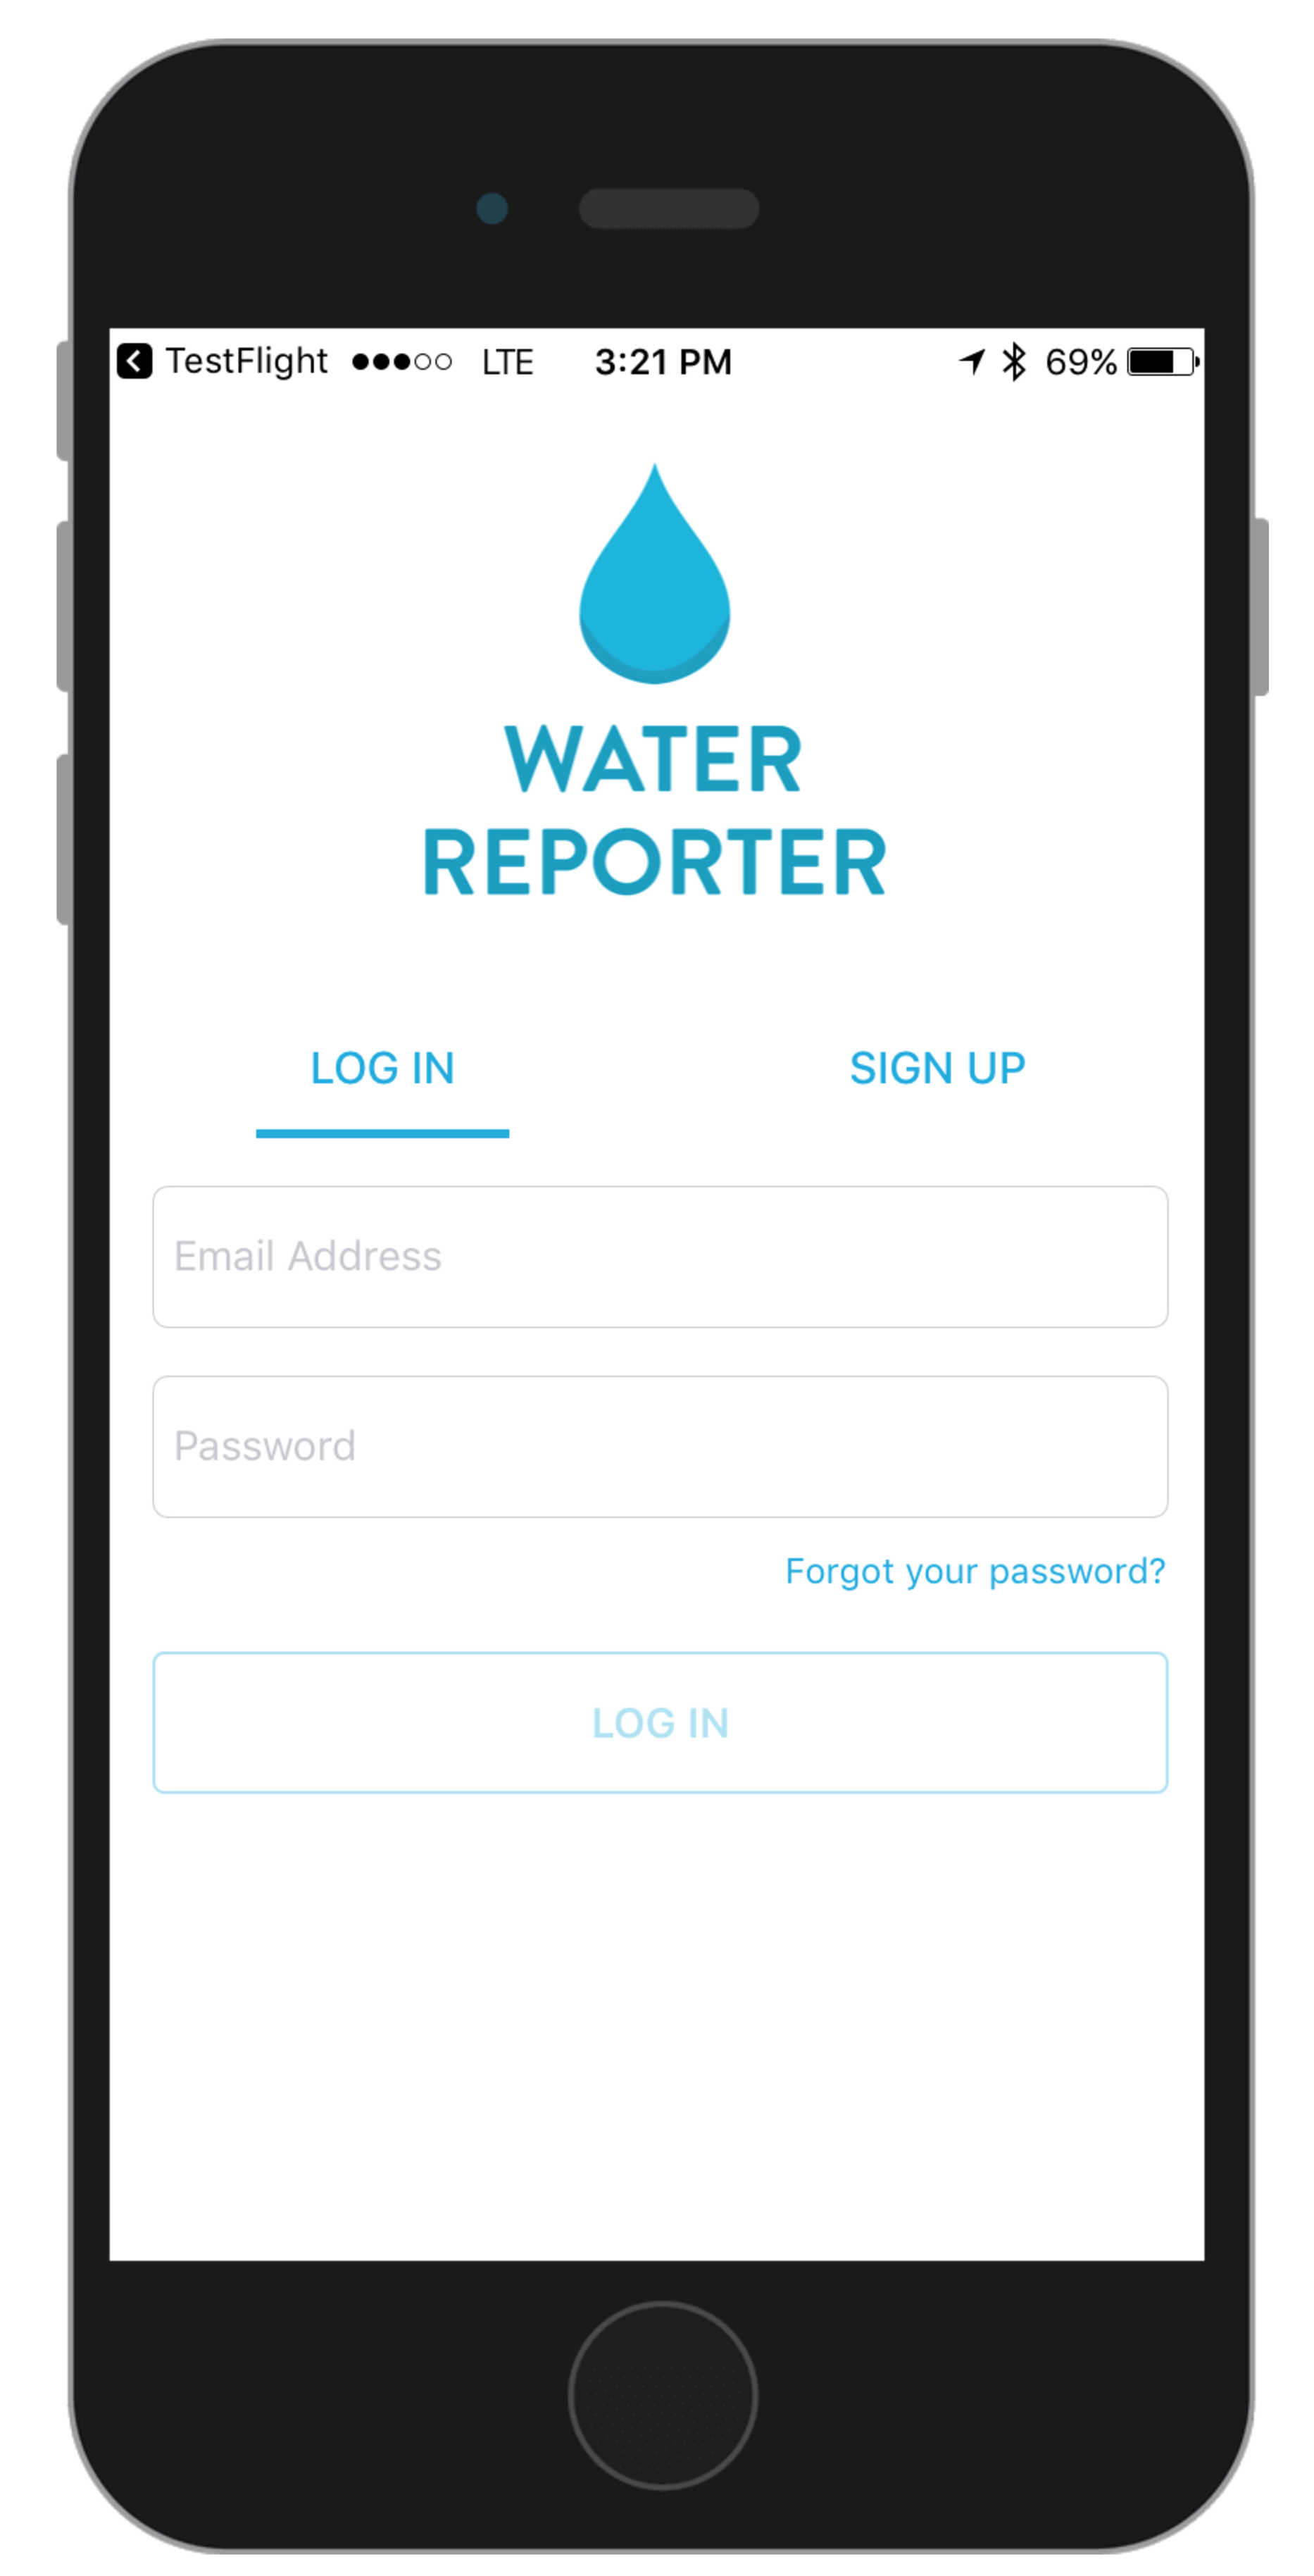 TestFlight LTE 3:21 PM 69%
WATER
REPORTER
LOG IN SIGN UP
Email Address
Password
Forgot your password?
LOG IN